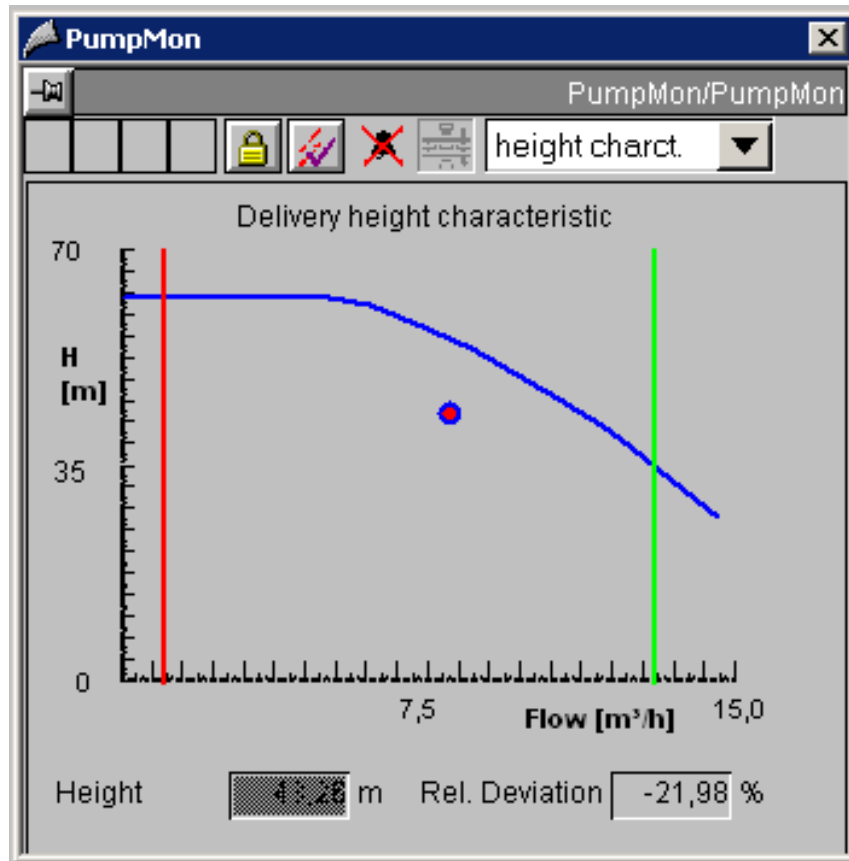 PumpMon
PumpMon/PumpMon
height charct.
Delivery height characteristic
70
H
[m]
35
0
7,5
Flow [m³/h]
15,0
Height
m
Rel. Deviation
-21,98
%